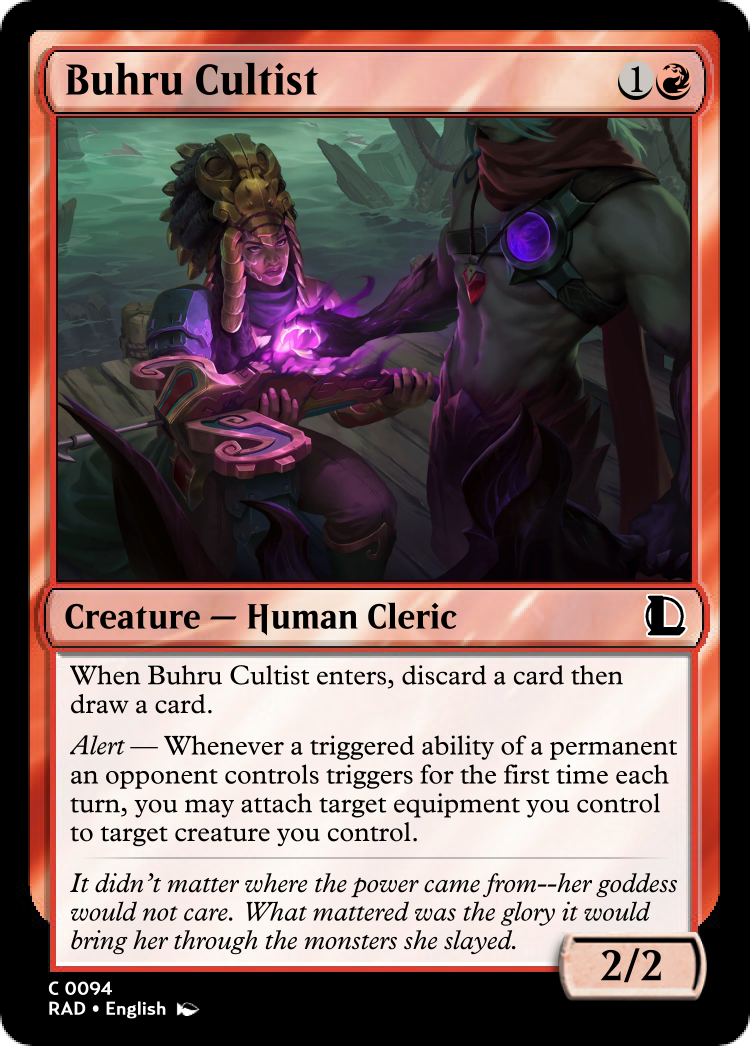 Buhru Cultist
1
Creature — Human Cleric
When Buhru Cultist enters, discard a card then
draw a card.
Alert — Whenever a triggered ability of a permanent
an opponent controls triggers for the first time each
turn, you may attach target equipment you control
to target creature you control.
It didn't matter where the power came from--her goddess
would not care. What mattered was the glory it would
bring her through the monsters she slayed.
2/2
C 0094
RAD • English